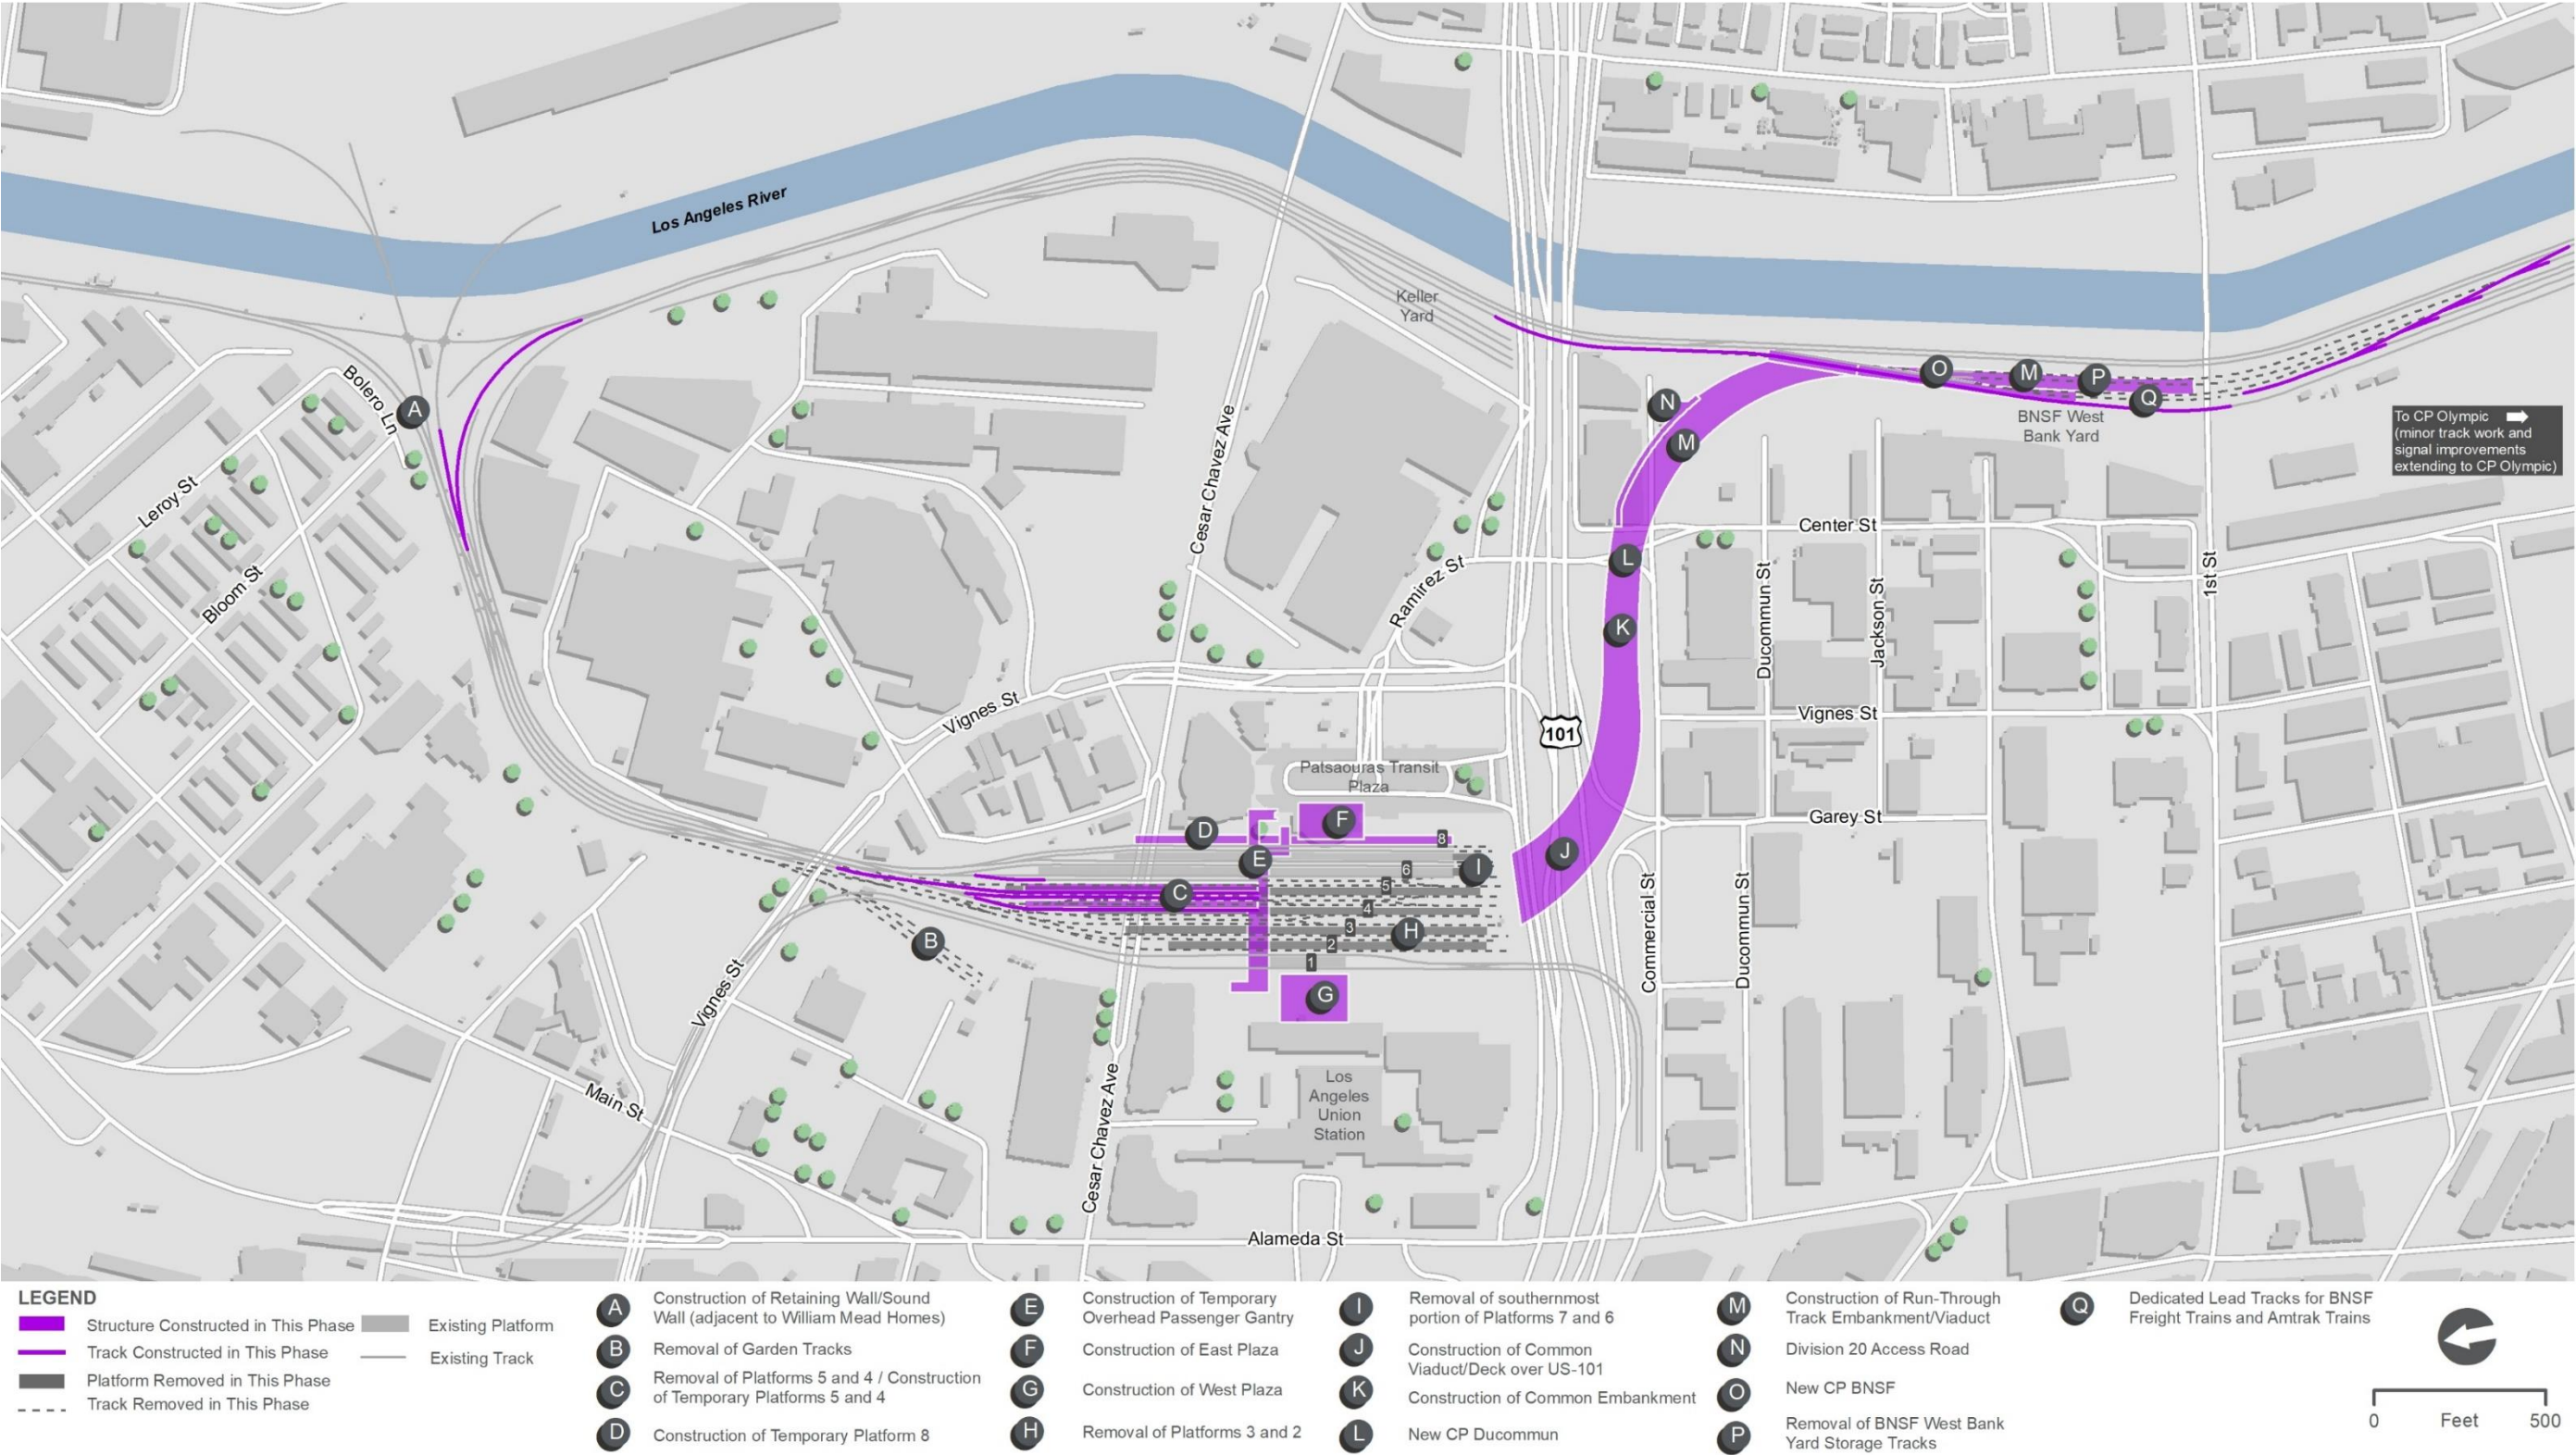 Los Angeles River
Keller
Yard
Bolero Ln
A
Leroy St
Bloom St
Cesar Chavez Ave
Ramirez St
N
M
L
K
O
M
P
Q
BNSF West
Bank Yard
To CP Olympic
(minor track work and
signal improvements
extending to CP Olympic)
Center St
Ducommun St
Jackson St
1st St
Vignes St
Vignes St
101
Patsaouras Transit
Plaza
Garey St
D
F
8
E
6
I
J
5
C
4
3
H
2
B
1
G
Commercial St
Ducommun St
Vignes St
Main St
Cesar Chavez Ave
Los
Angeles
Union
Station
Alameda St
LEGEND
Structure Constructed in This Phase
Existing Platform
Track Constructed in This Phase
Existing Track
Platform Removed in This Phase
Track Removed in This Phase
A Construction of Retaining Wall/Sound
Wall (adjacent to William Mead Homes)
B Removal of Garden Tracks
C Removal of Platforms 5 and 4 / Construction
of Temporary Platforms 5 and 4
D Construction of Temporary Platform 8
E Construction of Temporary
Overhead Passenger Gantry
F Construction of East Plaza
G Construction of West Plaza
H Removal of Platforms 3 and 2
I Removal of southernmost
portion of Platforms 7 and 6
J Construction of Common
Viaduct/Deck over US-101
K Construction of Common Embankment
L New CP Ducommun
M Construction of Run-Through
Track Embankment/Viaduct
N Division 20 Access Road
O New CP BNSF
P Removal of BNSF West Bank
Yard Storage Tracks
Q Dedicated Lead Tracks for BNSF
Freight Trains and Amtrak Trains
0 Feet 500